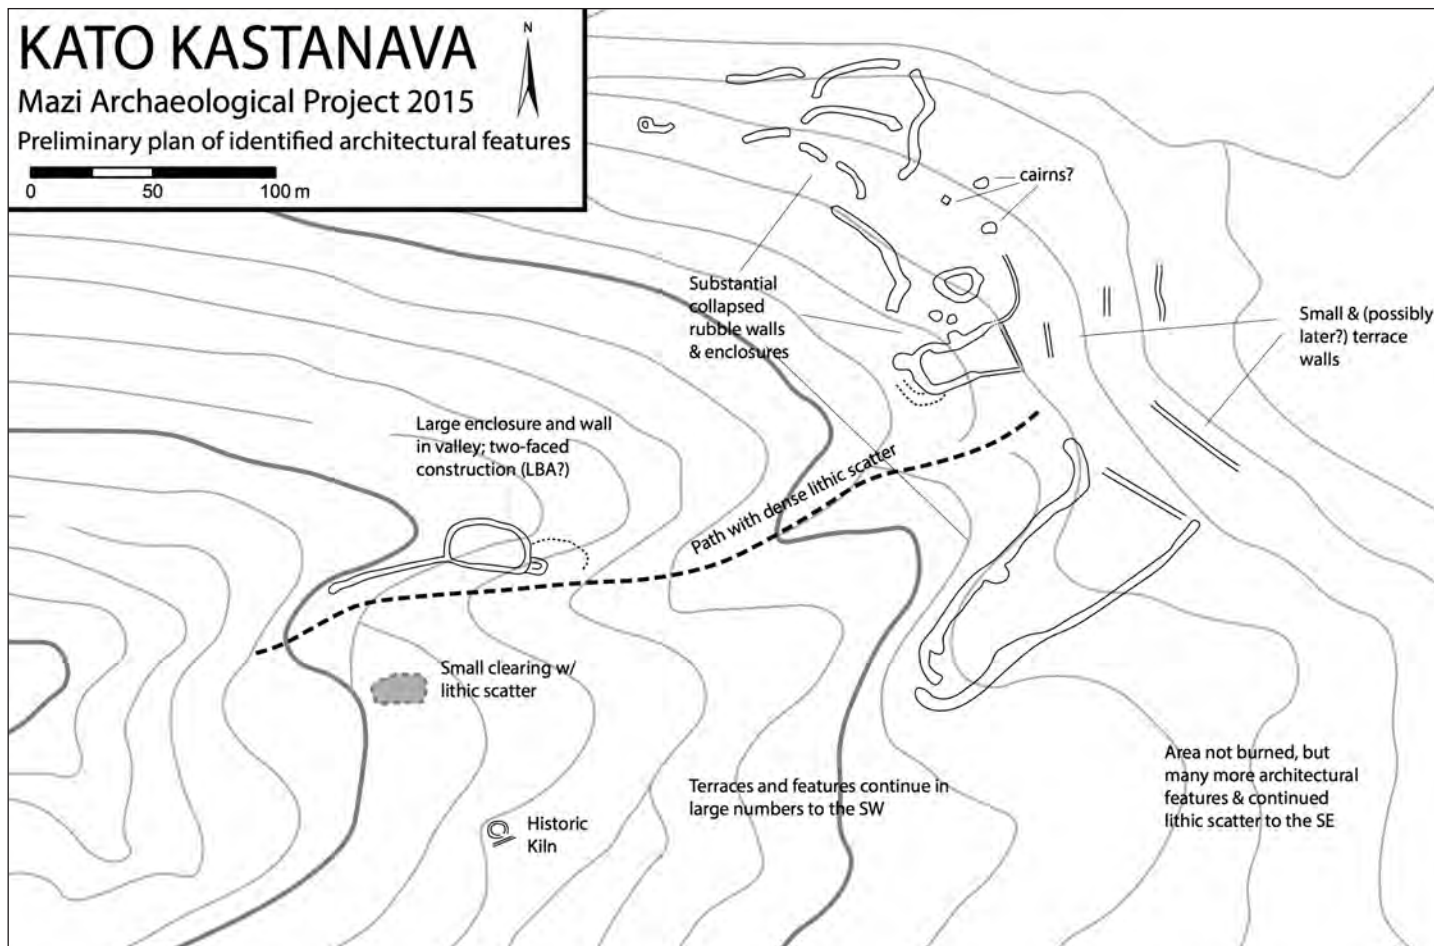 KATO KASTANAVA
N
Mazi Archaeological Project 2015
Preliminary plan of identified architectural features
0 50 100 m
cairns?
Substantial
collapsed
rubble walls
& enclosures
Small & (possibly
later?) terrace
walls
Large enclosure and wall
in valley; two-faced
construction (LBA?)
Path with dense lithic scatter
Small clearing w/
lithic scatter
Area not burned, but
many more architectural
features & continued
lithic scatter to the SE
Terraces and features continue in
large numbers to the SW
Historic
Kiln